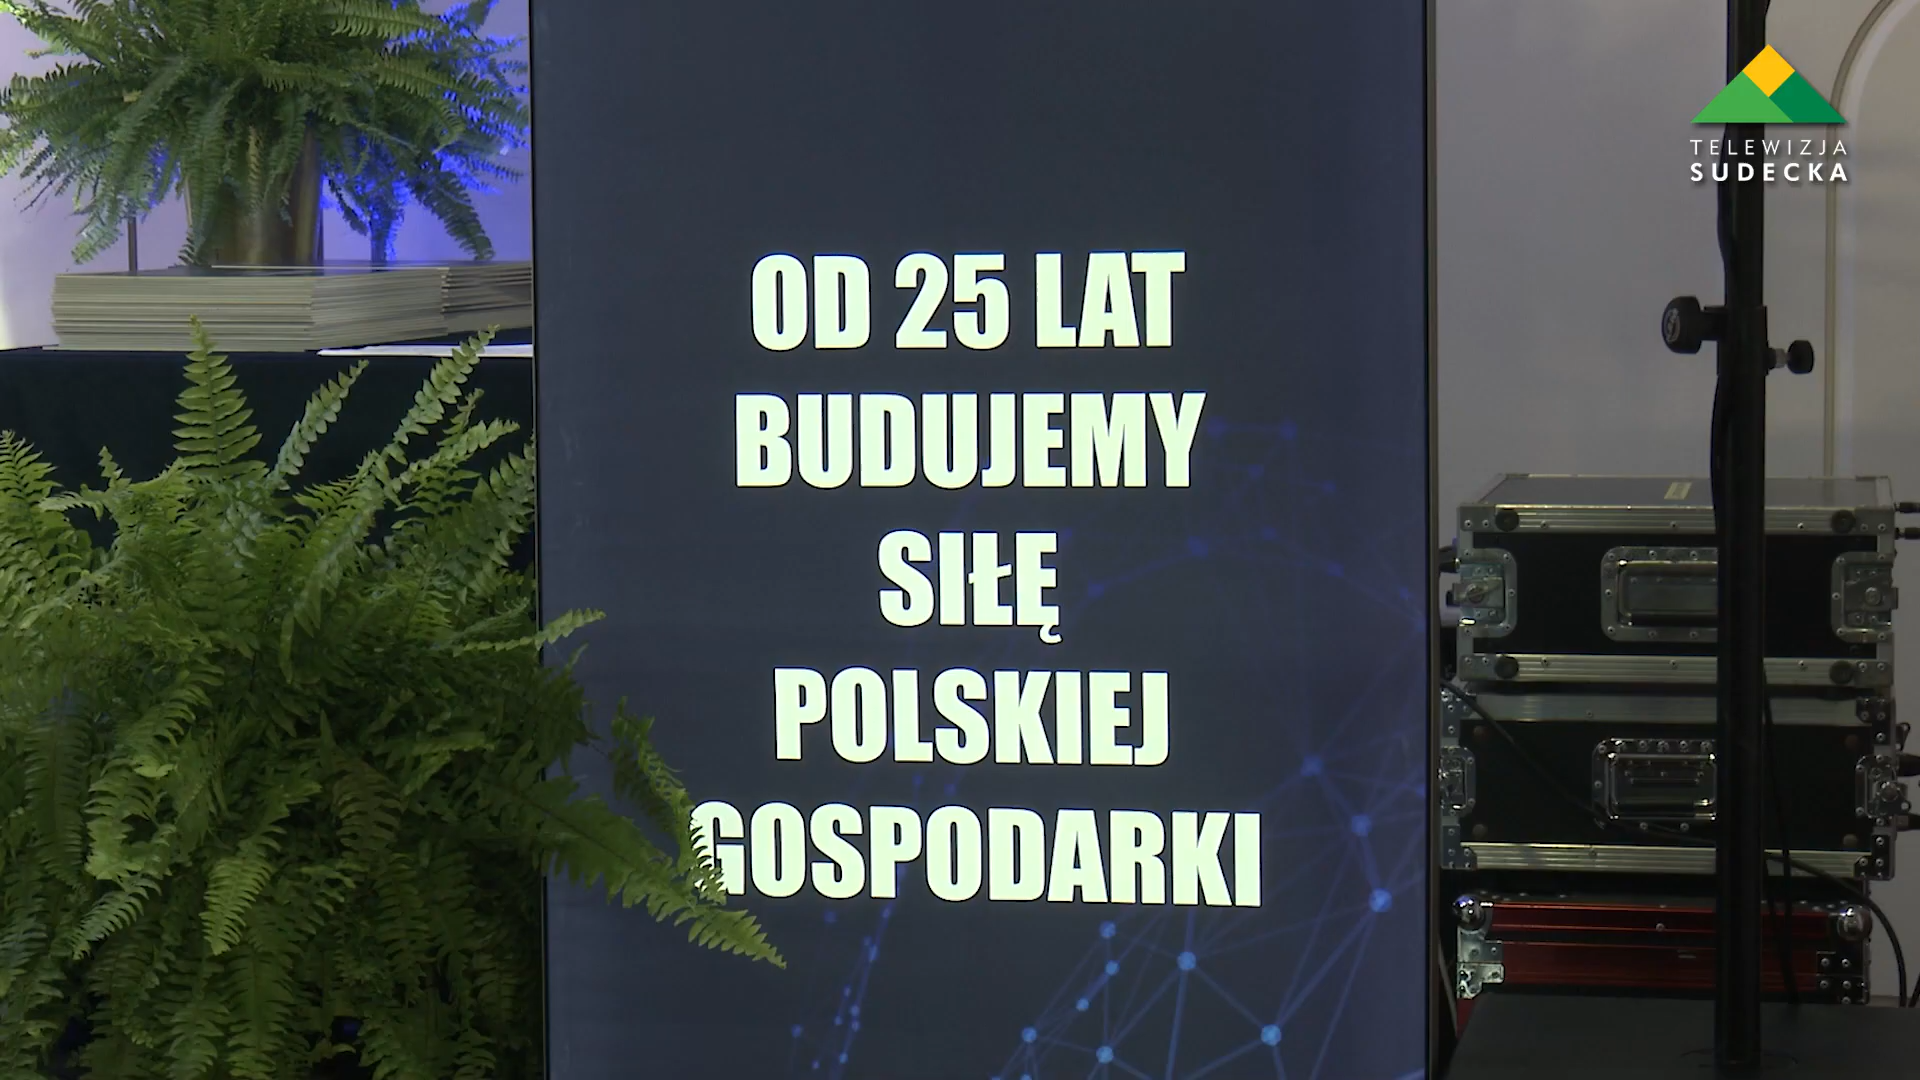 TELEWIZJA
SUDECKA
OD 25 LAT
BUDUJEMY
SIŁĘ
POLSKIEJ
GOSPODARKI